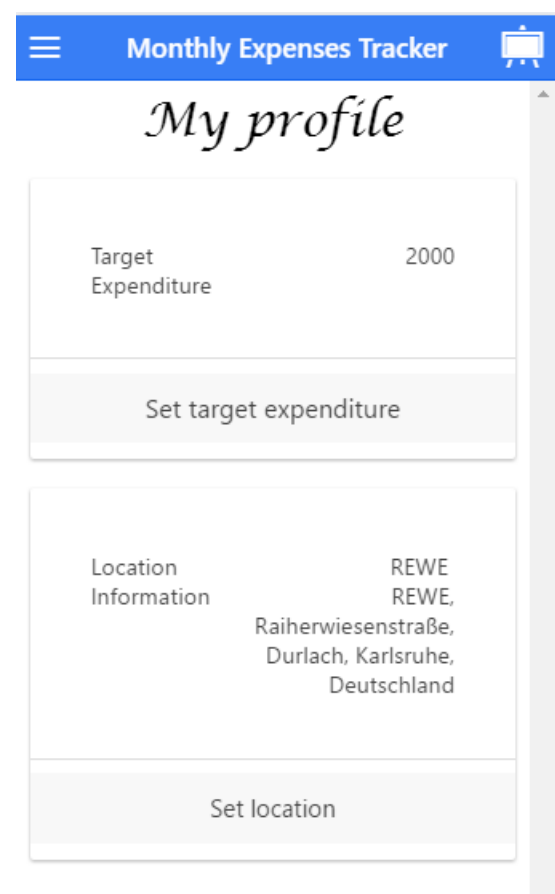 Monthly Expenses Tracker
My profile
Target 2000
Expenditure
Set target expenditure
Location REWE
Information REWE,
Raiherwiesenstraße,
Durlach, Karlsruhe,
Deutschland
Set location